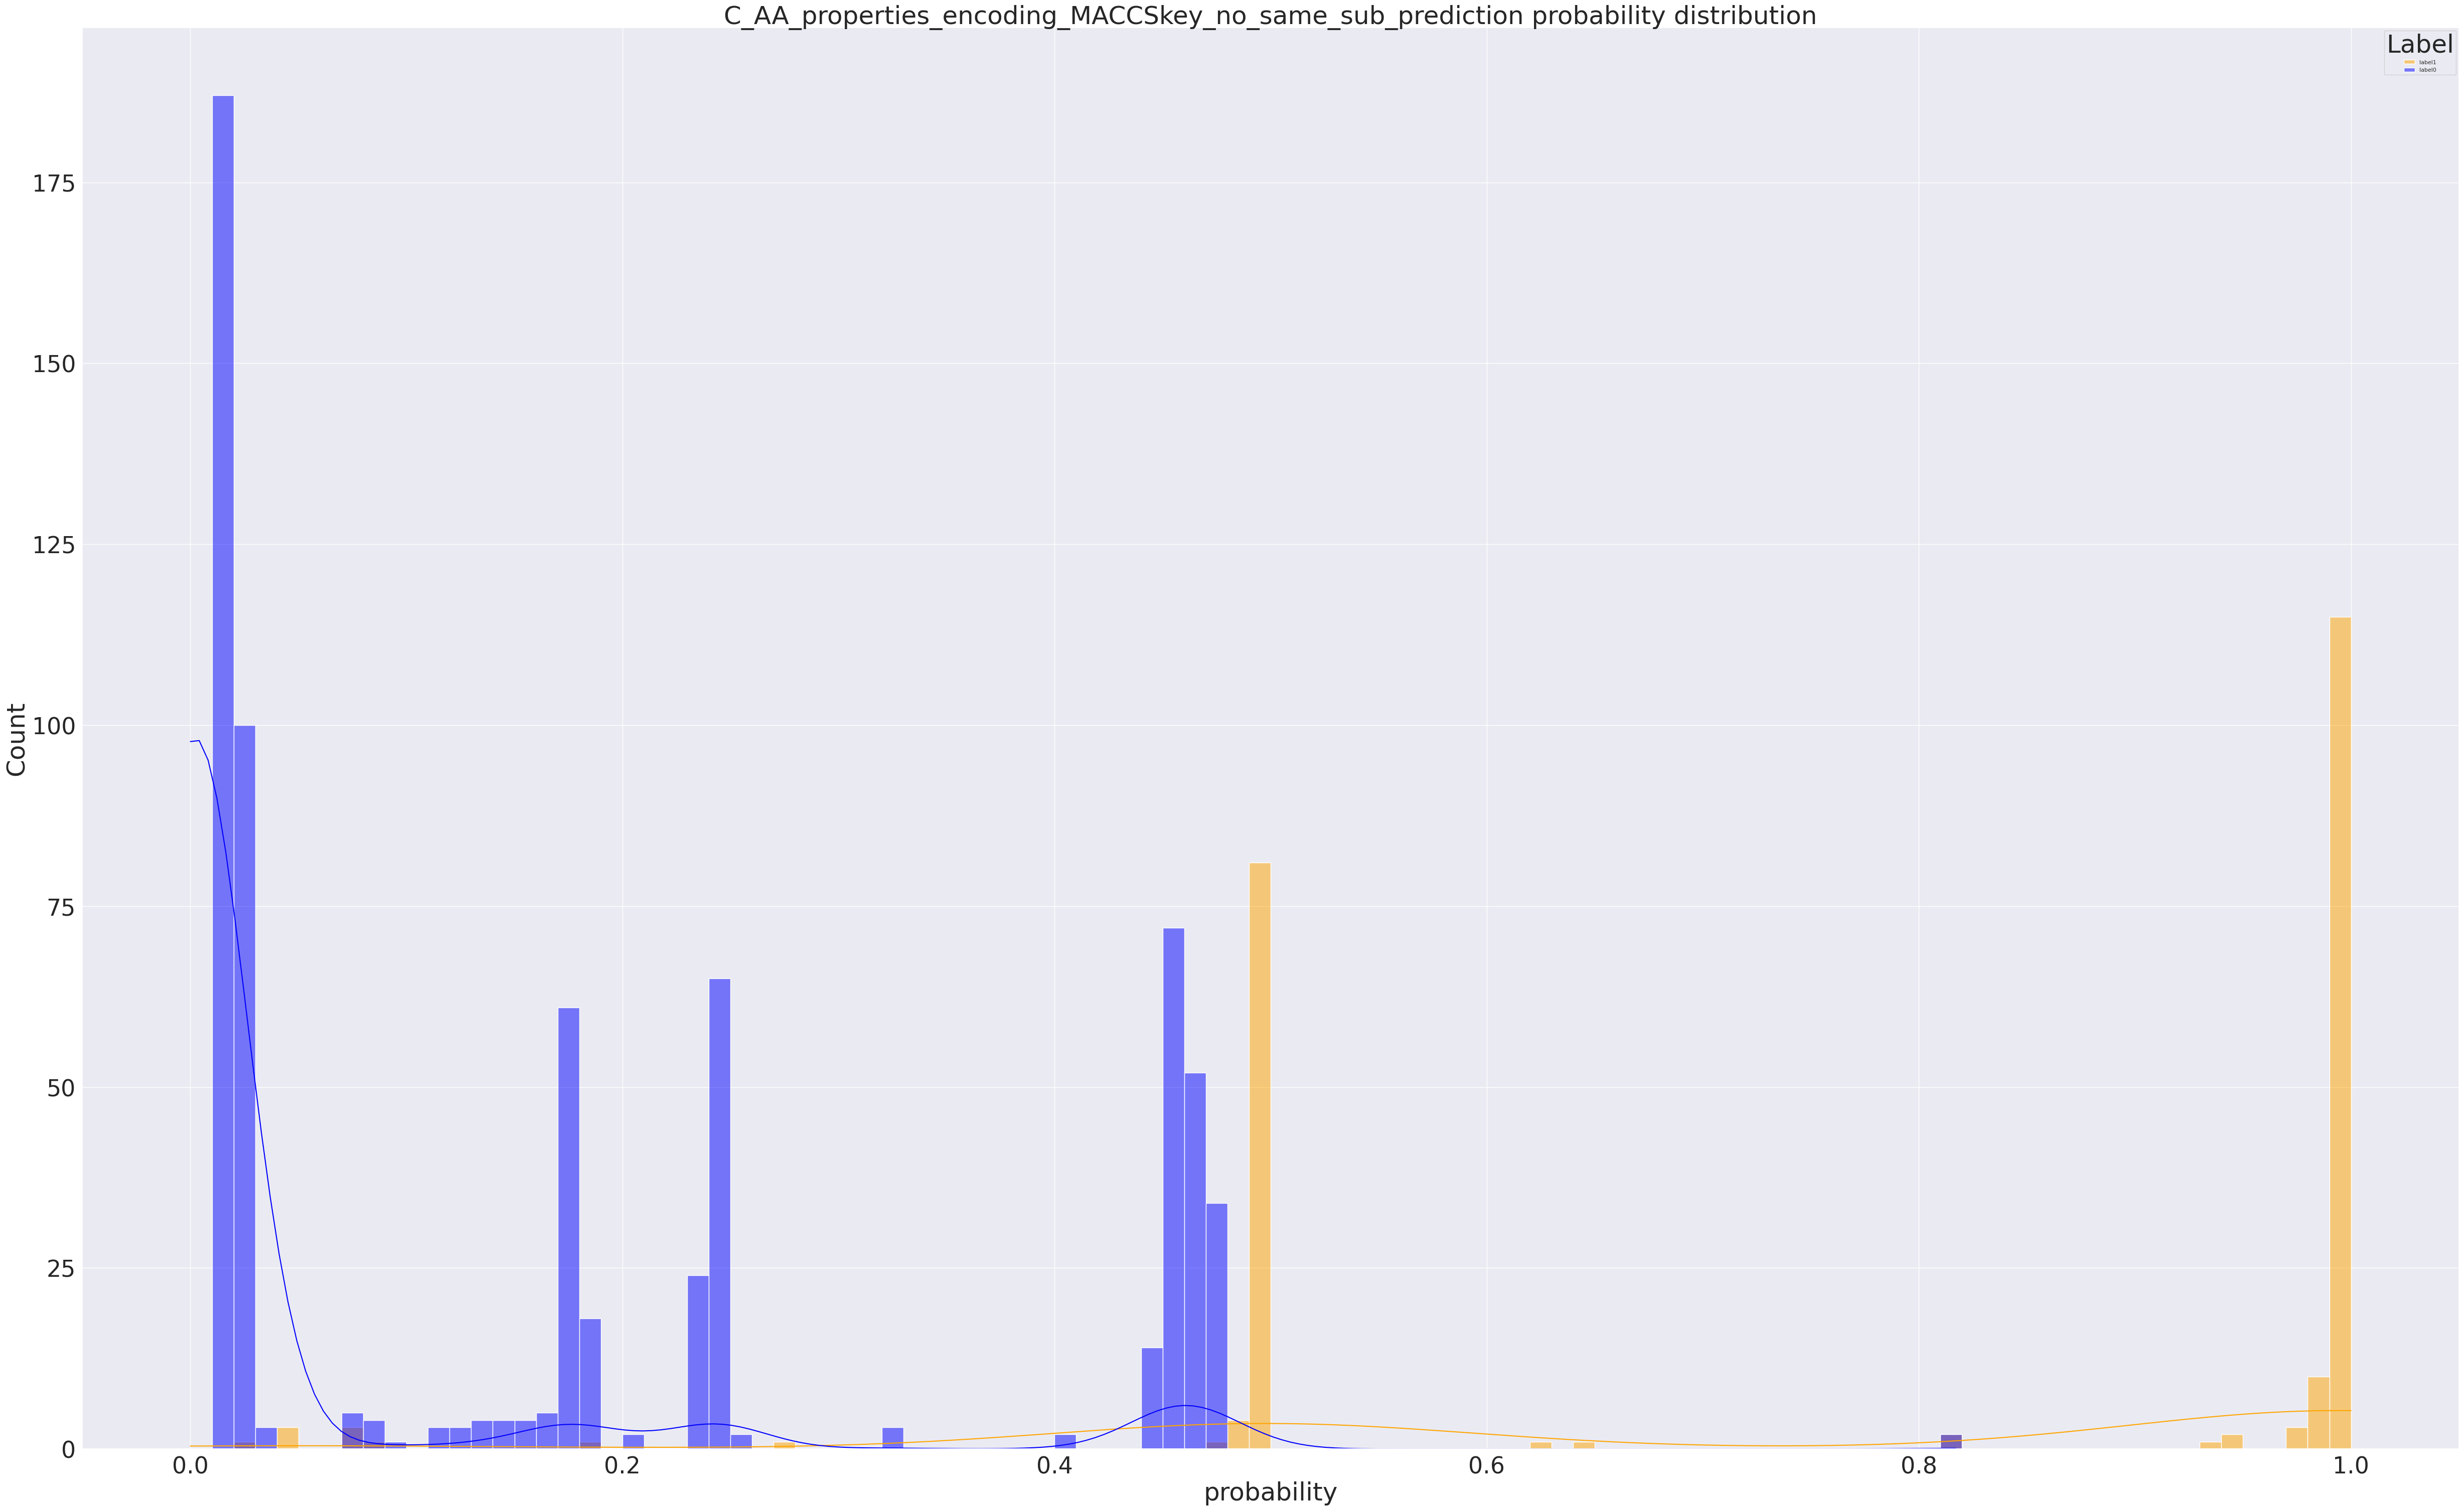 C_AA_properties_encoding_MACCSkey_no_same_sub_prediction probability distribution
Label
label1
label0
175
150
125
100
75
50
25
0
Count
0.0 0.2 0.4 0.6 0.8 1.0
probability